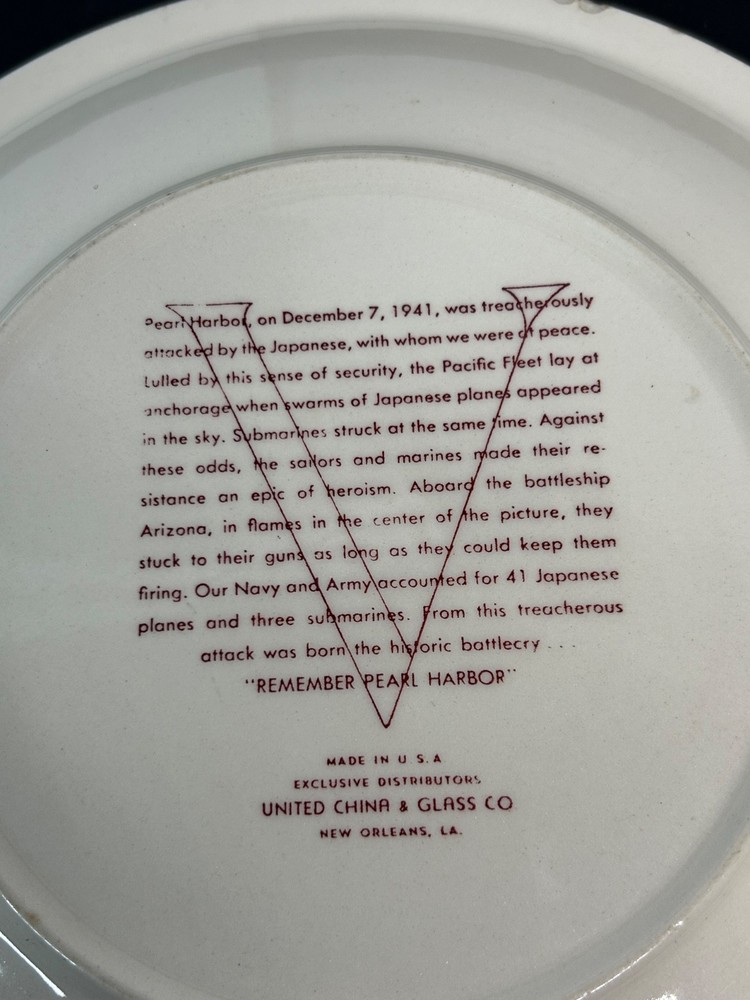 Pearl Harbor, on December 7, 1941, was treacherously
attacked by the Japanese, with whom we were at peace.
Lulled by this sense of security, the Pacific Fleet lay at
anchorage when swarms of Japanese planes appeared
in the sky. Submarines struck at the same time. Against
these odds, the sailors and marines made their re-
sistance an epic of heroism. Aboard the battleship
Arizona, in flames in the center of the picture, they
stuck to their guns as long as they could keep them
firing. Our Navy and Army accounted for 41 Japanese
planes and three submarines. From this treacherous
attack was born the historic battlecry . . .
"REMEMBER PEARL HARBOR"
MADE IN U. S. A.
EXCLUSIVE DISTRIBUTORS
UNITED CHINA & GLASS CO
NEW ORLEANS, LA.